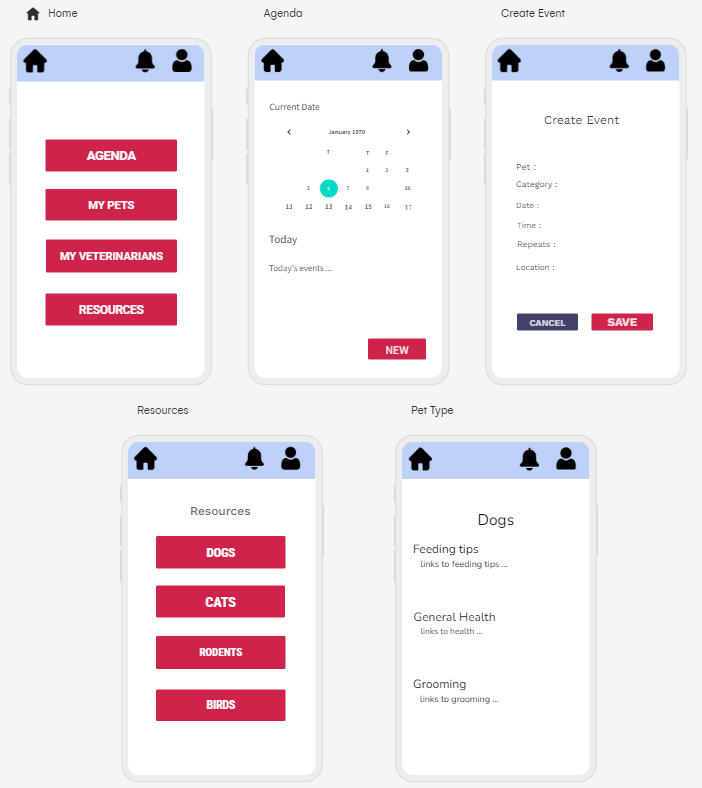 Home
Agenda
Create Event
AGENDA
MY PETS
MY VETERINARIANS
RESOURCES
Current Date
January 1970
T T F
1 2 3
5 6 7 8 10
11 12 13 14 15 16 17
Today
Today's events ...
NEW
Create Event
Pet :
Category :
Date :
Time :
Repeats :
Location :
CANCEL SAVE
Resources
Pet Type
Resources
DOGS
CATS
RODENTS
BIRDS
Dogs
Feeding tips
links to feeding tips ...
General Health
links to health ...
Grooming
links to grooming ...